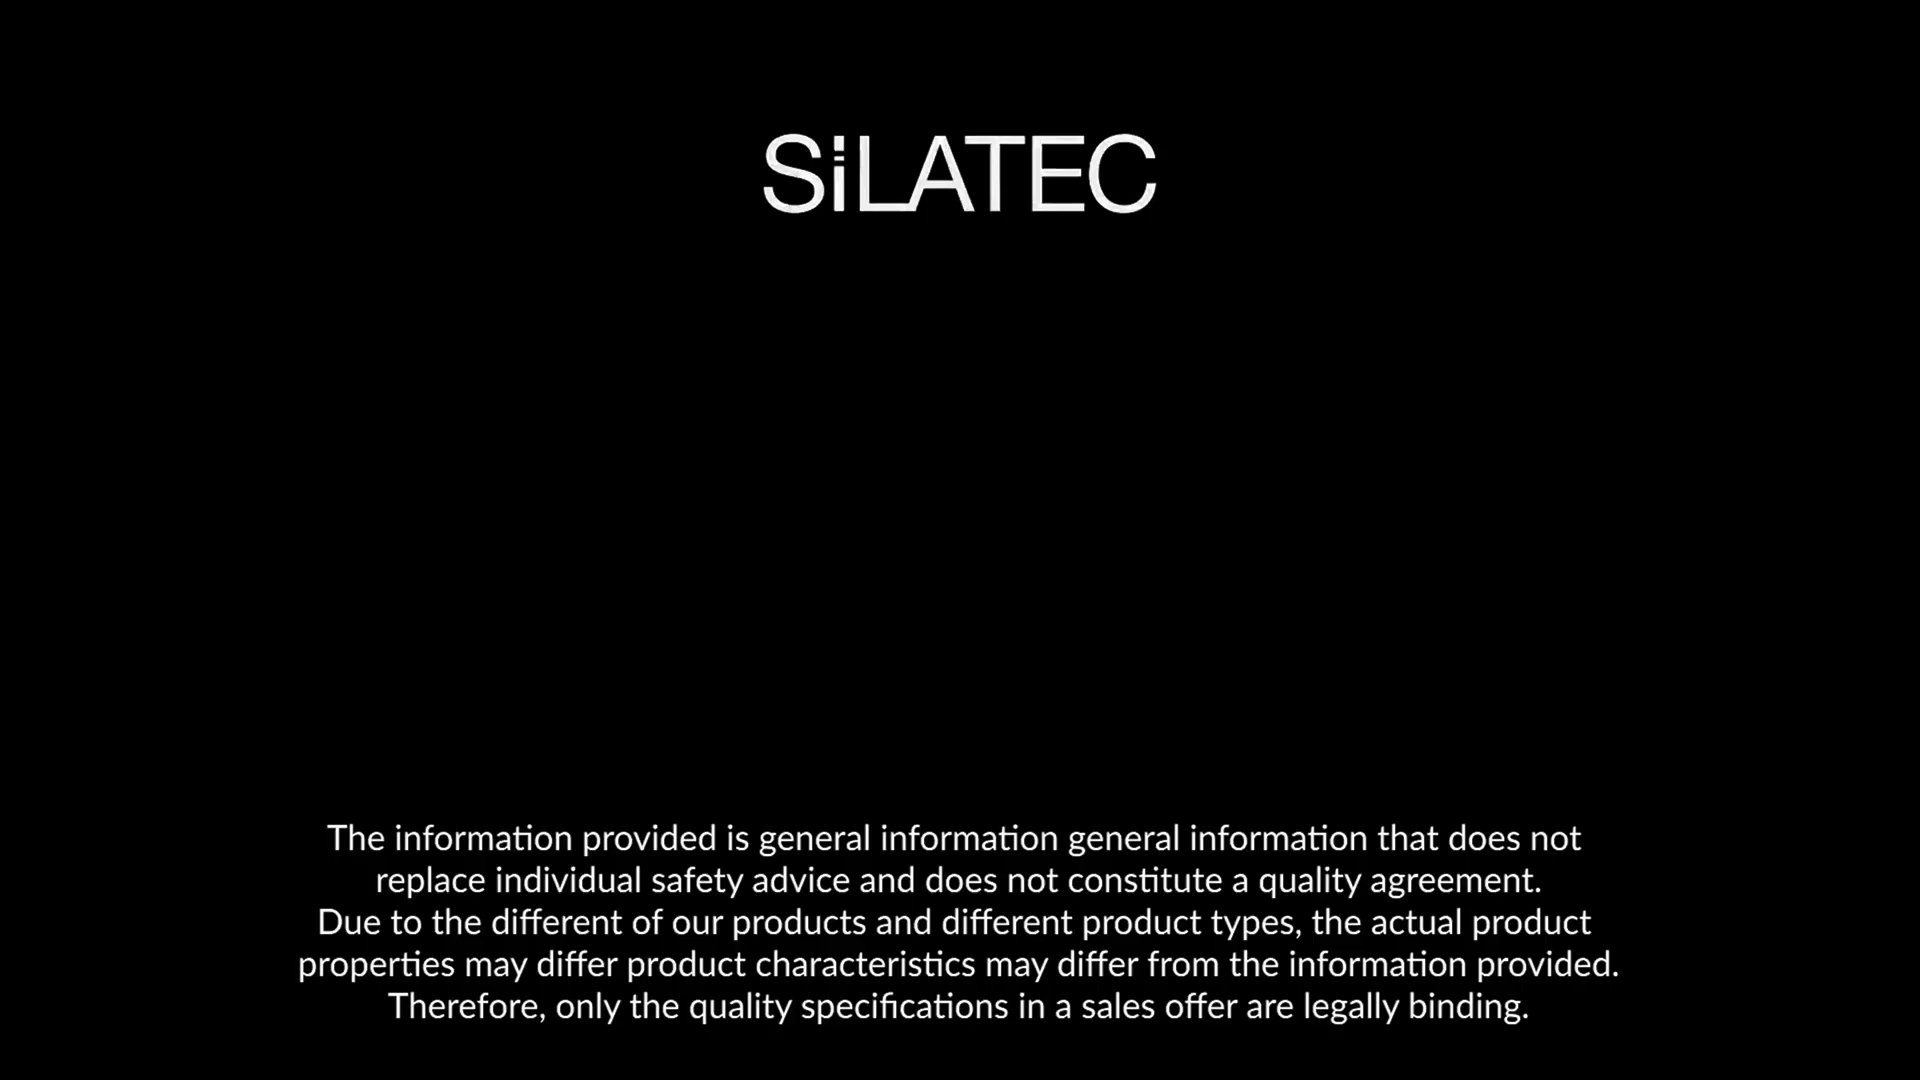 SiLATEC
The information provided is general information general information that does not
replace individual safety advice and does not constitute a quality agreement.
Due to the different of our products and different product types, the actual product
properties may differ product characteristics may differ from the information provided.
Therefore, only the quality specifications in a sales offer are legally binding.